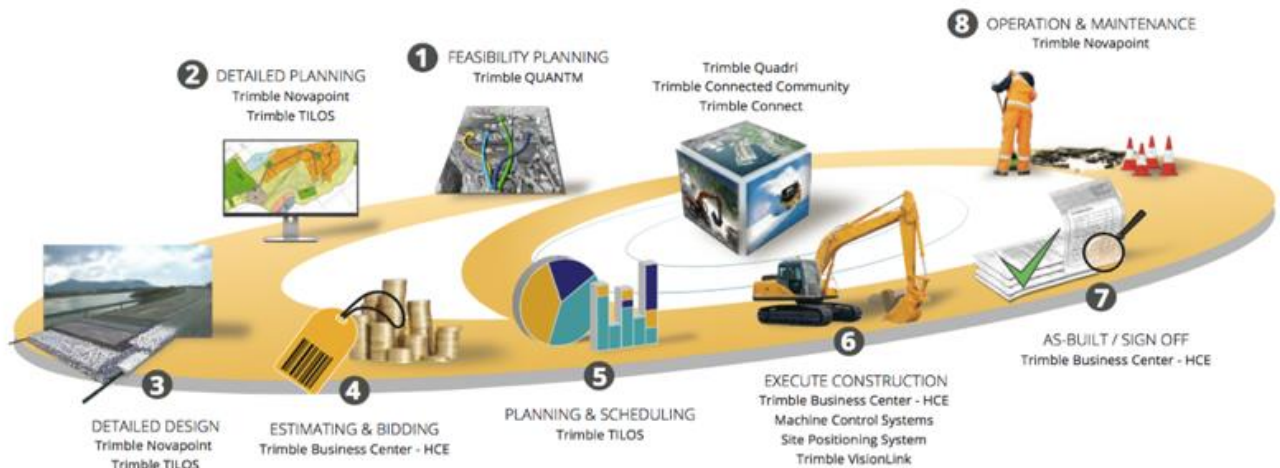 1
FEASIBILITY PLANNING
Trimble QUANTM
2
DETAILED PLANNING
Trimble Novapoint
Trimble TILOS
3
DETAILED DESIGN
Trimble Novapoint
Trimble TILOS
4
ESTIMATING & BIDDING
Trimble Business Center - HCE
5
PLANNING & SCHEDULING
Trimble TILOS
6
EXECUTE CONSTRUCTION
Trimble Business Center - HCE
Machine Control Systems
Site Positioning System
Trimble VisionLink
7
AS-BUILT / SIGN OFF
Trimble Business Center - HCE
8
OPERATION & MAINTENANCE
Trimble Novapoint
Trimble Quadri
Trimble Connected Community
Trimble Connect